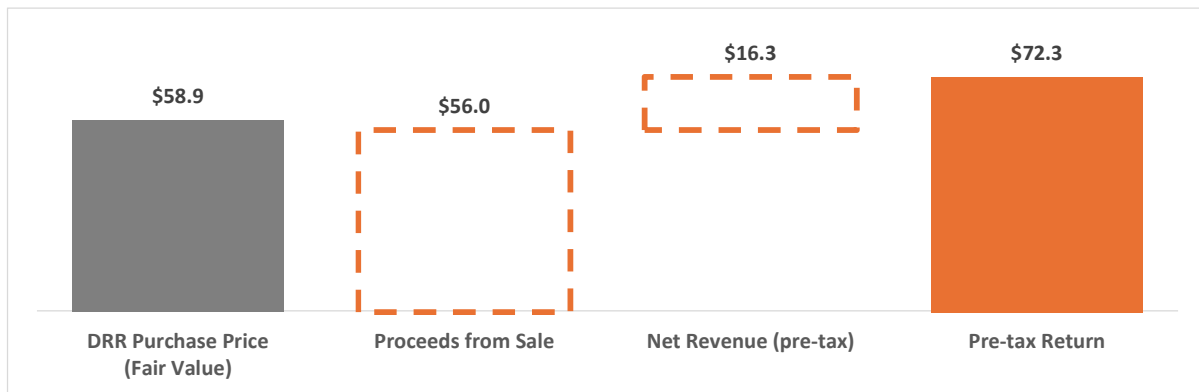 $58.9
$56.0
$16.3
$72.3
DRR Purchase Price
(Fair Value)
Proceeds from Sale
Net Revenue (pre-tax)
Pre-tax Return